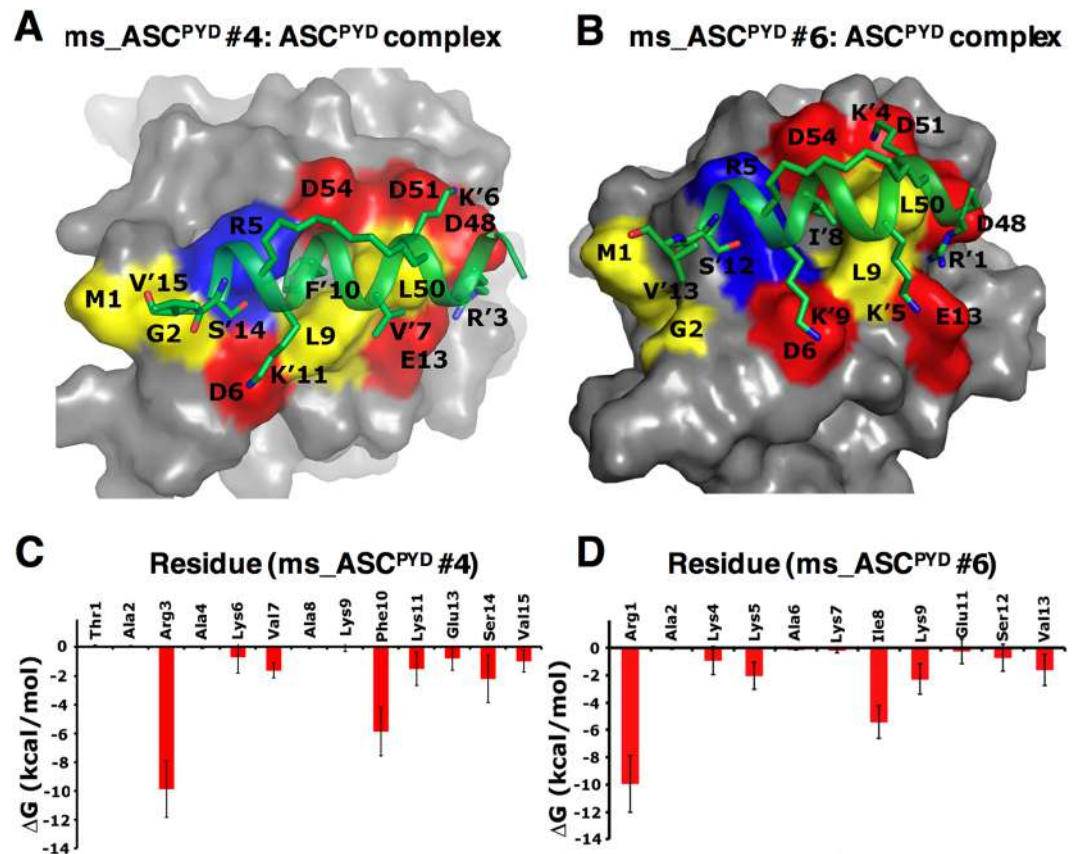 A ms_ASCPYD #4: ASCPYD complex
D54
D51
K'6
R5
D48
M1
V'15
F'10
L50
G2
S'14
L9
V'7
R'3
E13
D6
K'11
B ms_ASCPYD #6: ASCPYD complex
K'4
D54
D51
R5
L50
D48
M1
I'8
S'12
R'1
L9
V'13
G2
K'9
K'5
E13
D6
C Residue (ms_ASCPYD #4)
Thr1 Ala2 Arg3 Ala4 Lys6 Val7 Ala8 Lys9 Phe10 Lys11 Glu13 Ser14 Val15
0
-2
-4
-6
-8
-10
-12
-14
ΔG (kcal/mol)
D Residue (ms_ASCPYD #6)
Arg1 Ala2 Lys4 Lys5 Ala6 Lys7 Ile8 Lys9 Glu11 Ser12 Val13
0
-2
-4
-6
-8
-10
-12
-14
ΔG (kcal/mol)